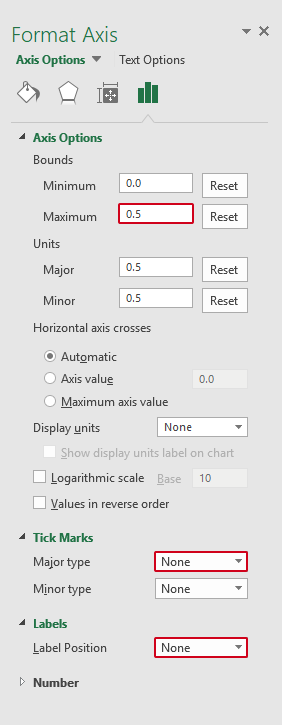 Format Axis
Axis Options Text Options
Axis Options
Bounds
Minimum 0.0 Reset
Maximum 0.5 Reset
Units
Major 0.5 Reset
Minor 0.5 Reset
Horizontal axis crosses
Automatic
Axis value 0.0
Maximum axis value
Display units None
Show display units label on chart
Logarithmic scale Base 10
Values in reverse order
Tick Marks
Major type None
Minor type None
Labels
Label Position None
Number